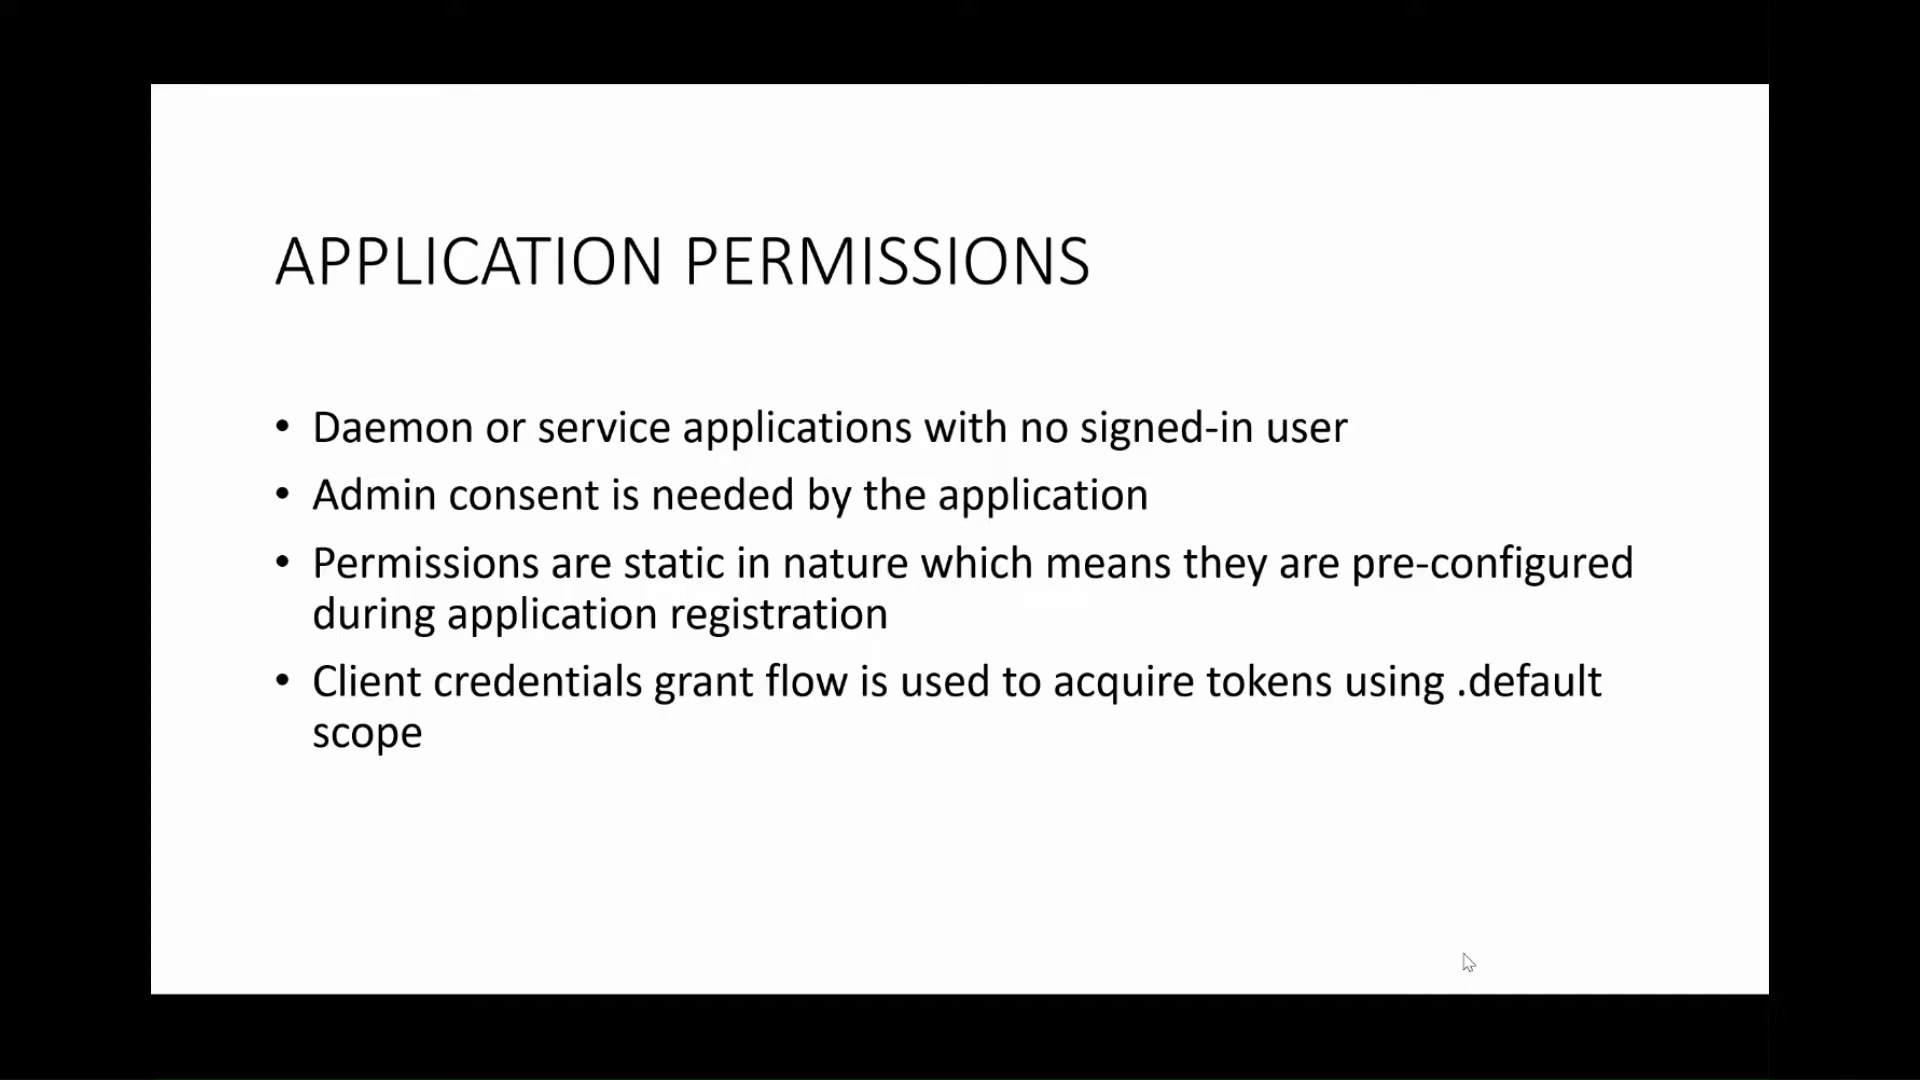 APPLICATION PERMISSIONS
• Daemon or service applications with no signed-in user
• Admin consent is needed by the application
• Permissions are static in nature which means they are pre-configured
during application registration
• Client credentials grant flow is used to acquire tokens using .default
scope